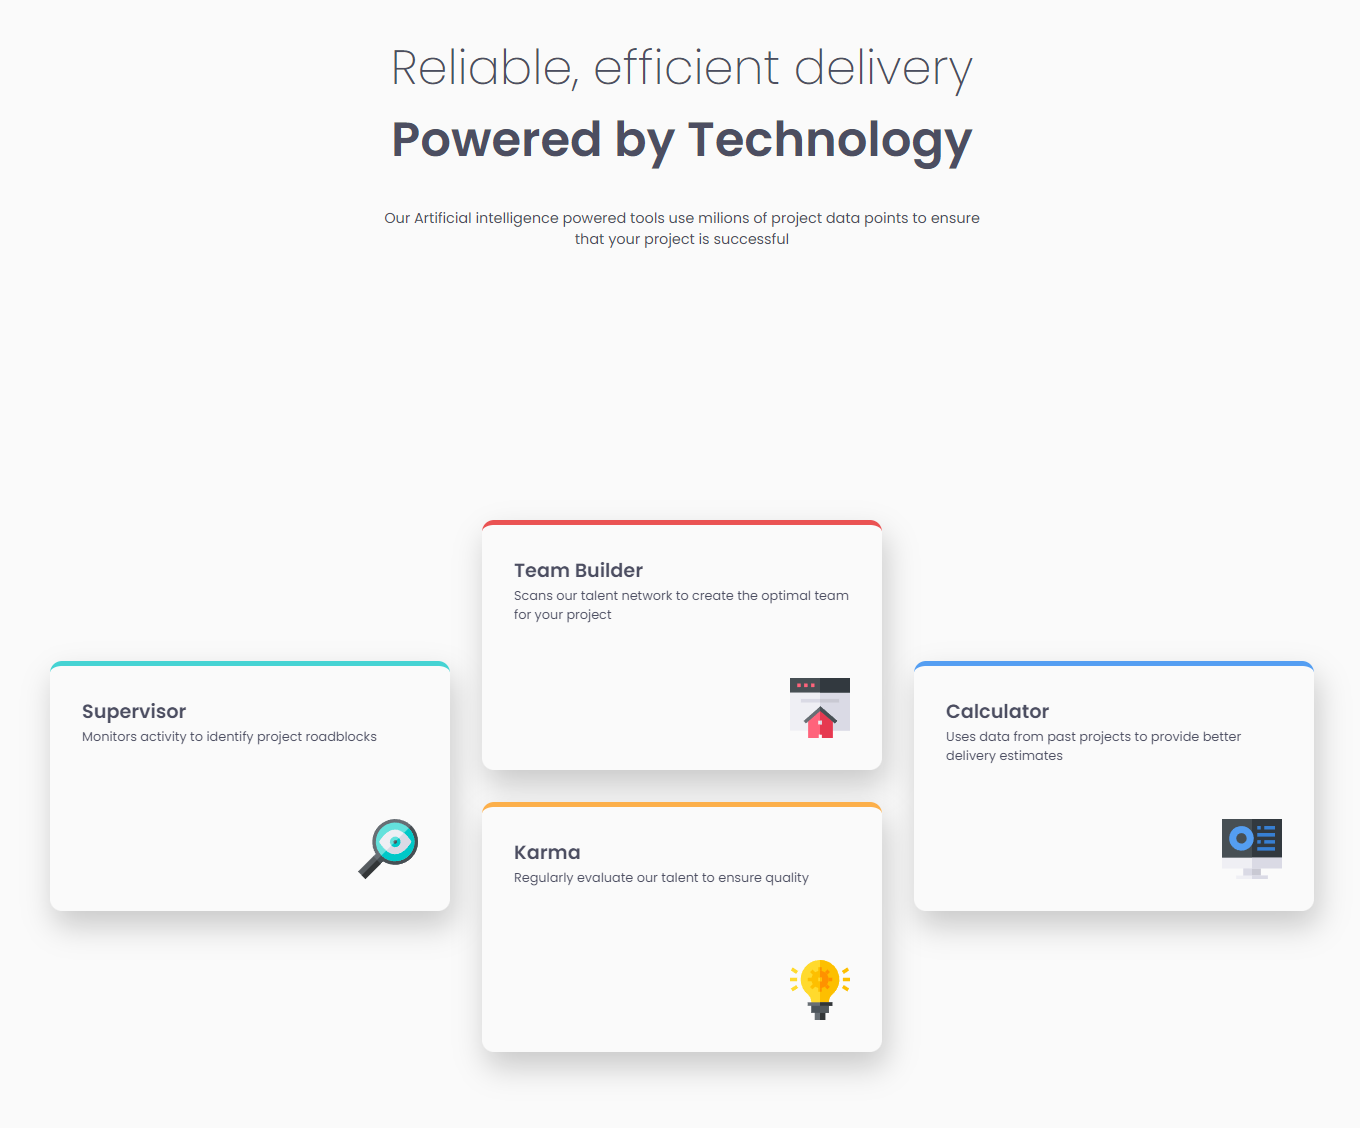 Reliable, efficient delivery
Powered by Technology
Our Artificial intelligence powered tools use milions of project data points to ensure
that your project is successful
Team Builder
Scans our talent network to create the optimal team
for your project
Supervisor
Monitors activity to identify project roadblocks
Calculator
Uses data from past projects to provide better
delivery estimates
Karma
Regularly evaluate our talent to ensure quality